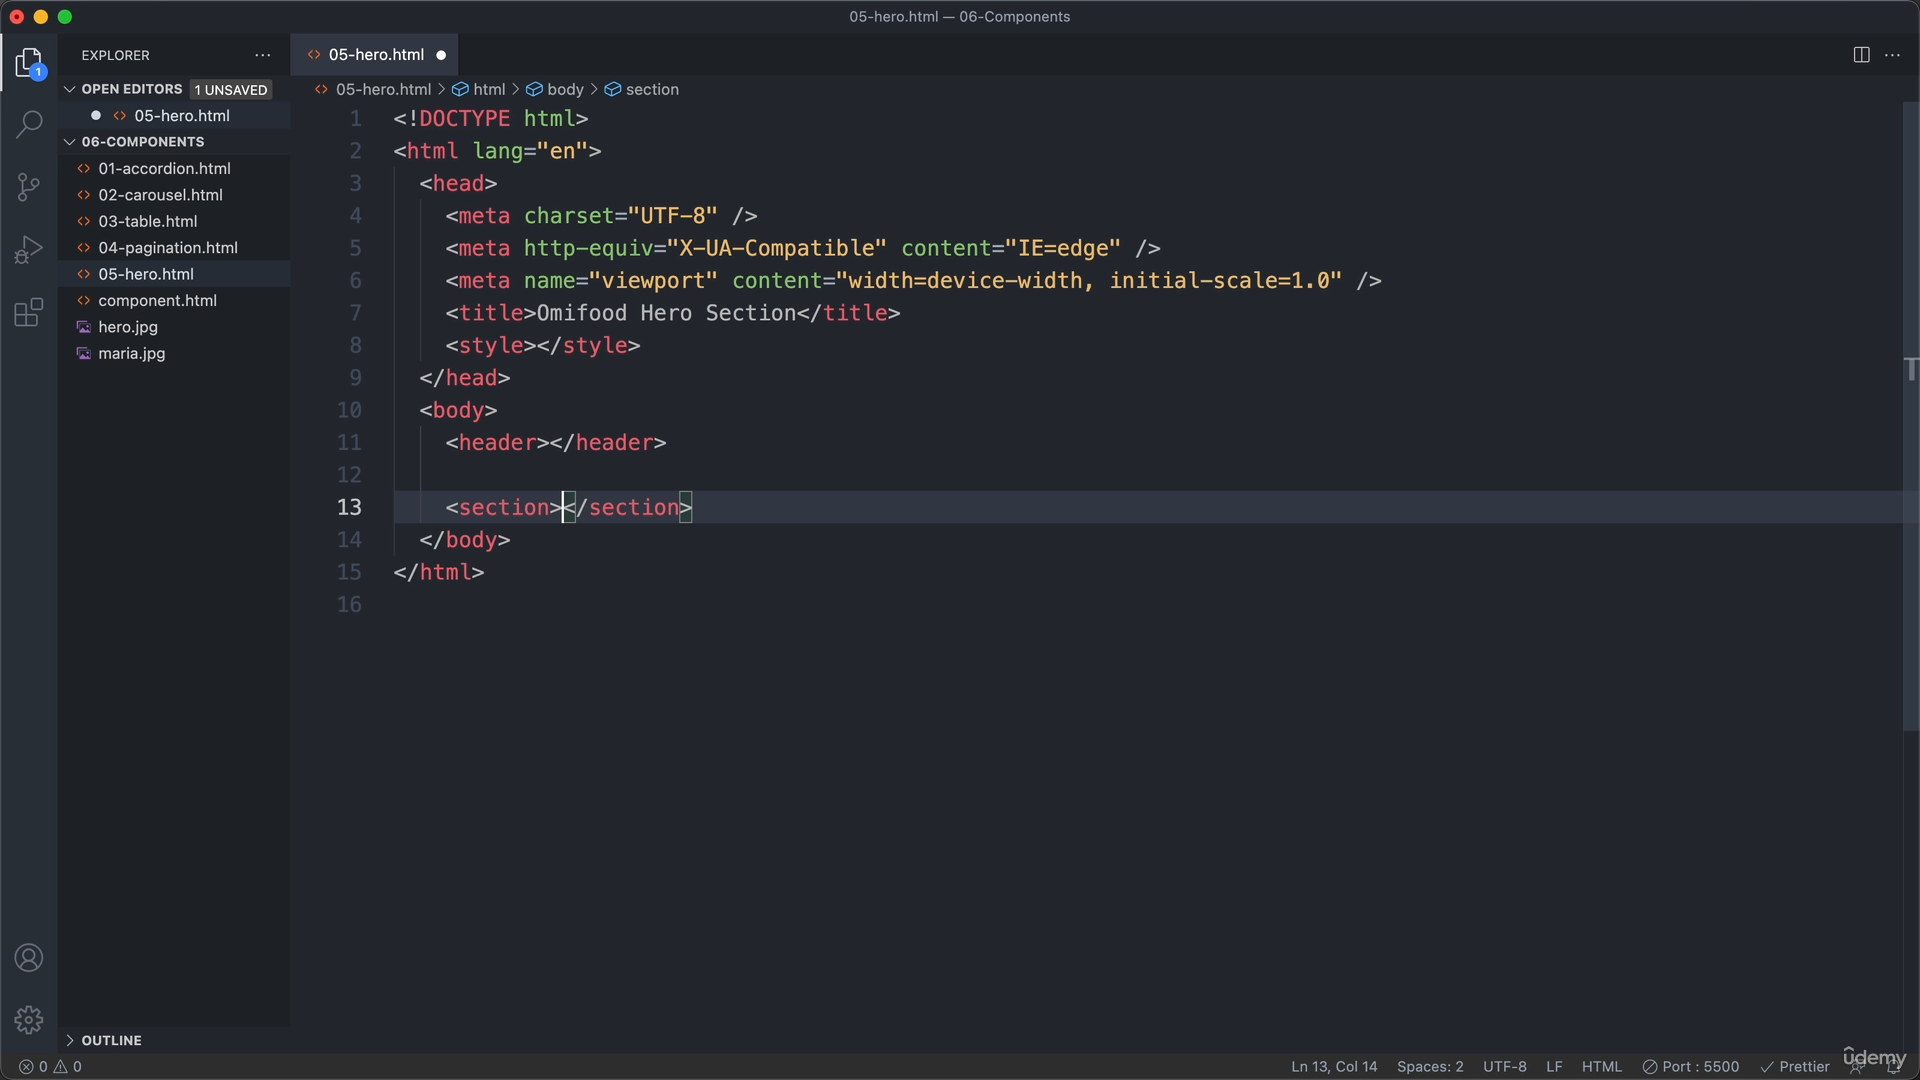 05-hero.html — 06-Components
EXPLORER
05-hero.html
1
OPEN EDITORS 1 UNSAVED
05-hero.html > html > body > section
05-hero.html
06-COMPONENTS
01-accordion.html
02-carousel.html
03-table.html
04-pagination.html
05-hero.html
component.html
hero.jpg
maria.jpg
1 <!DOCTYPE html>
2 <html lang="en">
3 <head>
4 <meta charset="UTF-8" />
5 <meta http-equiv="X-UA-Compatible" content="IE=edge" />
6 <meta name="viewport" content="width=device-width, initial-scale=1.0" />
7 <title>Omifood Hero Section</title>
8 <style></style>
9 </head>
10 <body>
11 <header></header>
12
13 <section></section>
14 </body>
15 </html>
16
T
OUTLINE
0 0
Ln 13, Col 14 Spaces: 2 UTF-8 LF HTML Port : 5500 Prettier
ûdemy